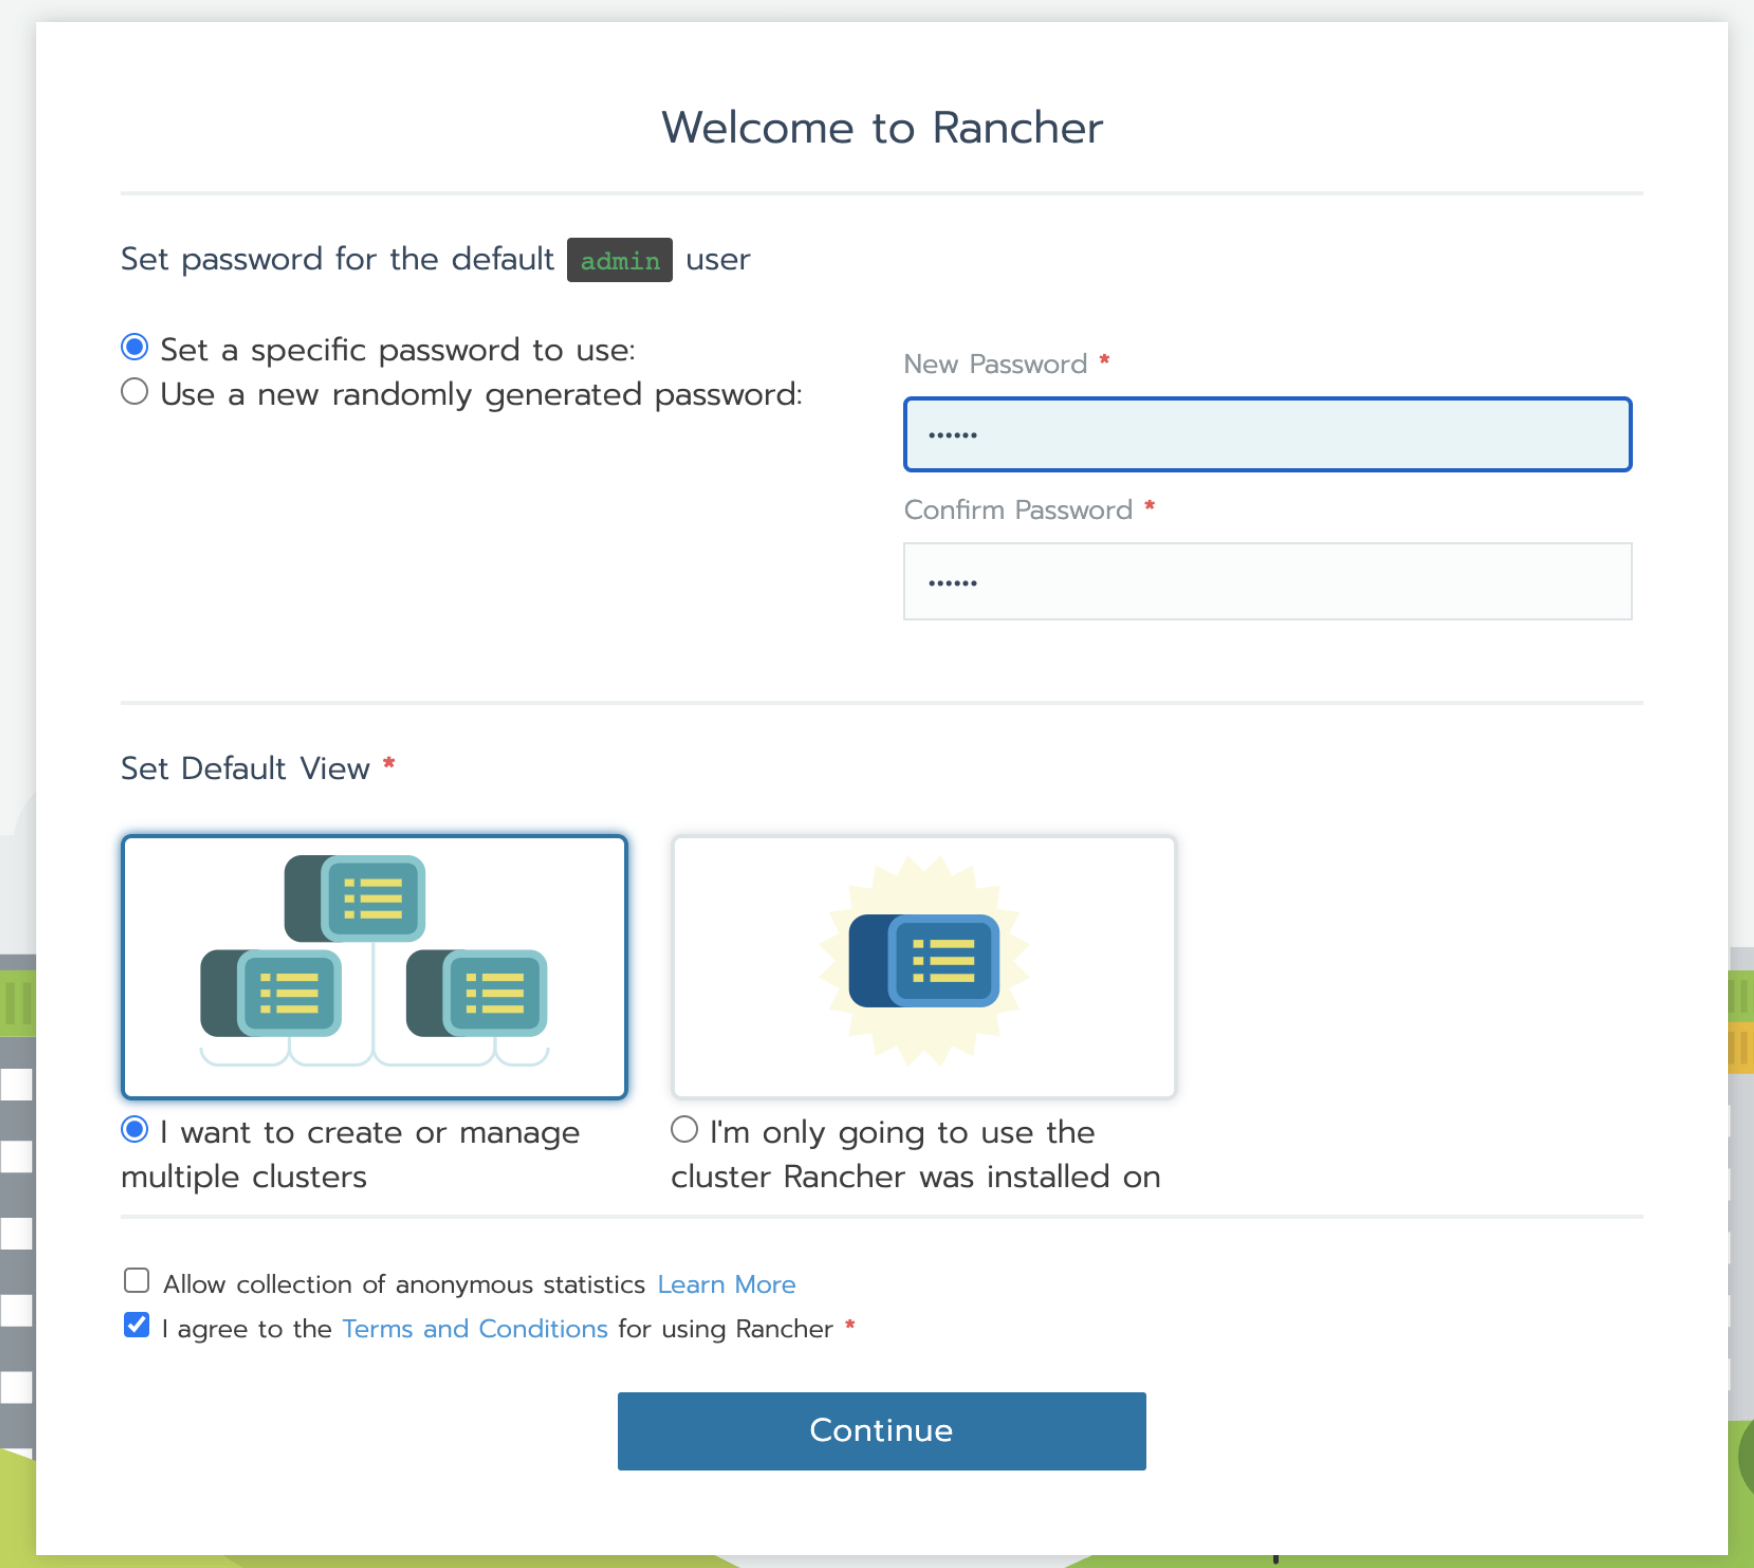 Welcome to Rancher
Set password for the default admin user
Set a specific password to use:
Use a new randomly generated password:
New Password *
••••••
Confirm Password *
••••••
Set Default View *
I want to create or manage
multiple clusters
I'm only going to use the
cluster Rancher was installed on
Allow collection of anonymous statistics Learn More
I agree to the Terms and Conditions for using Rancher *
Continue